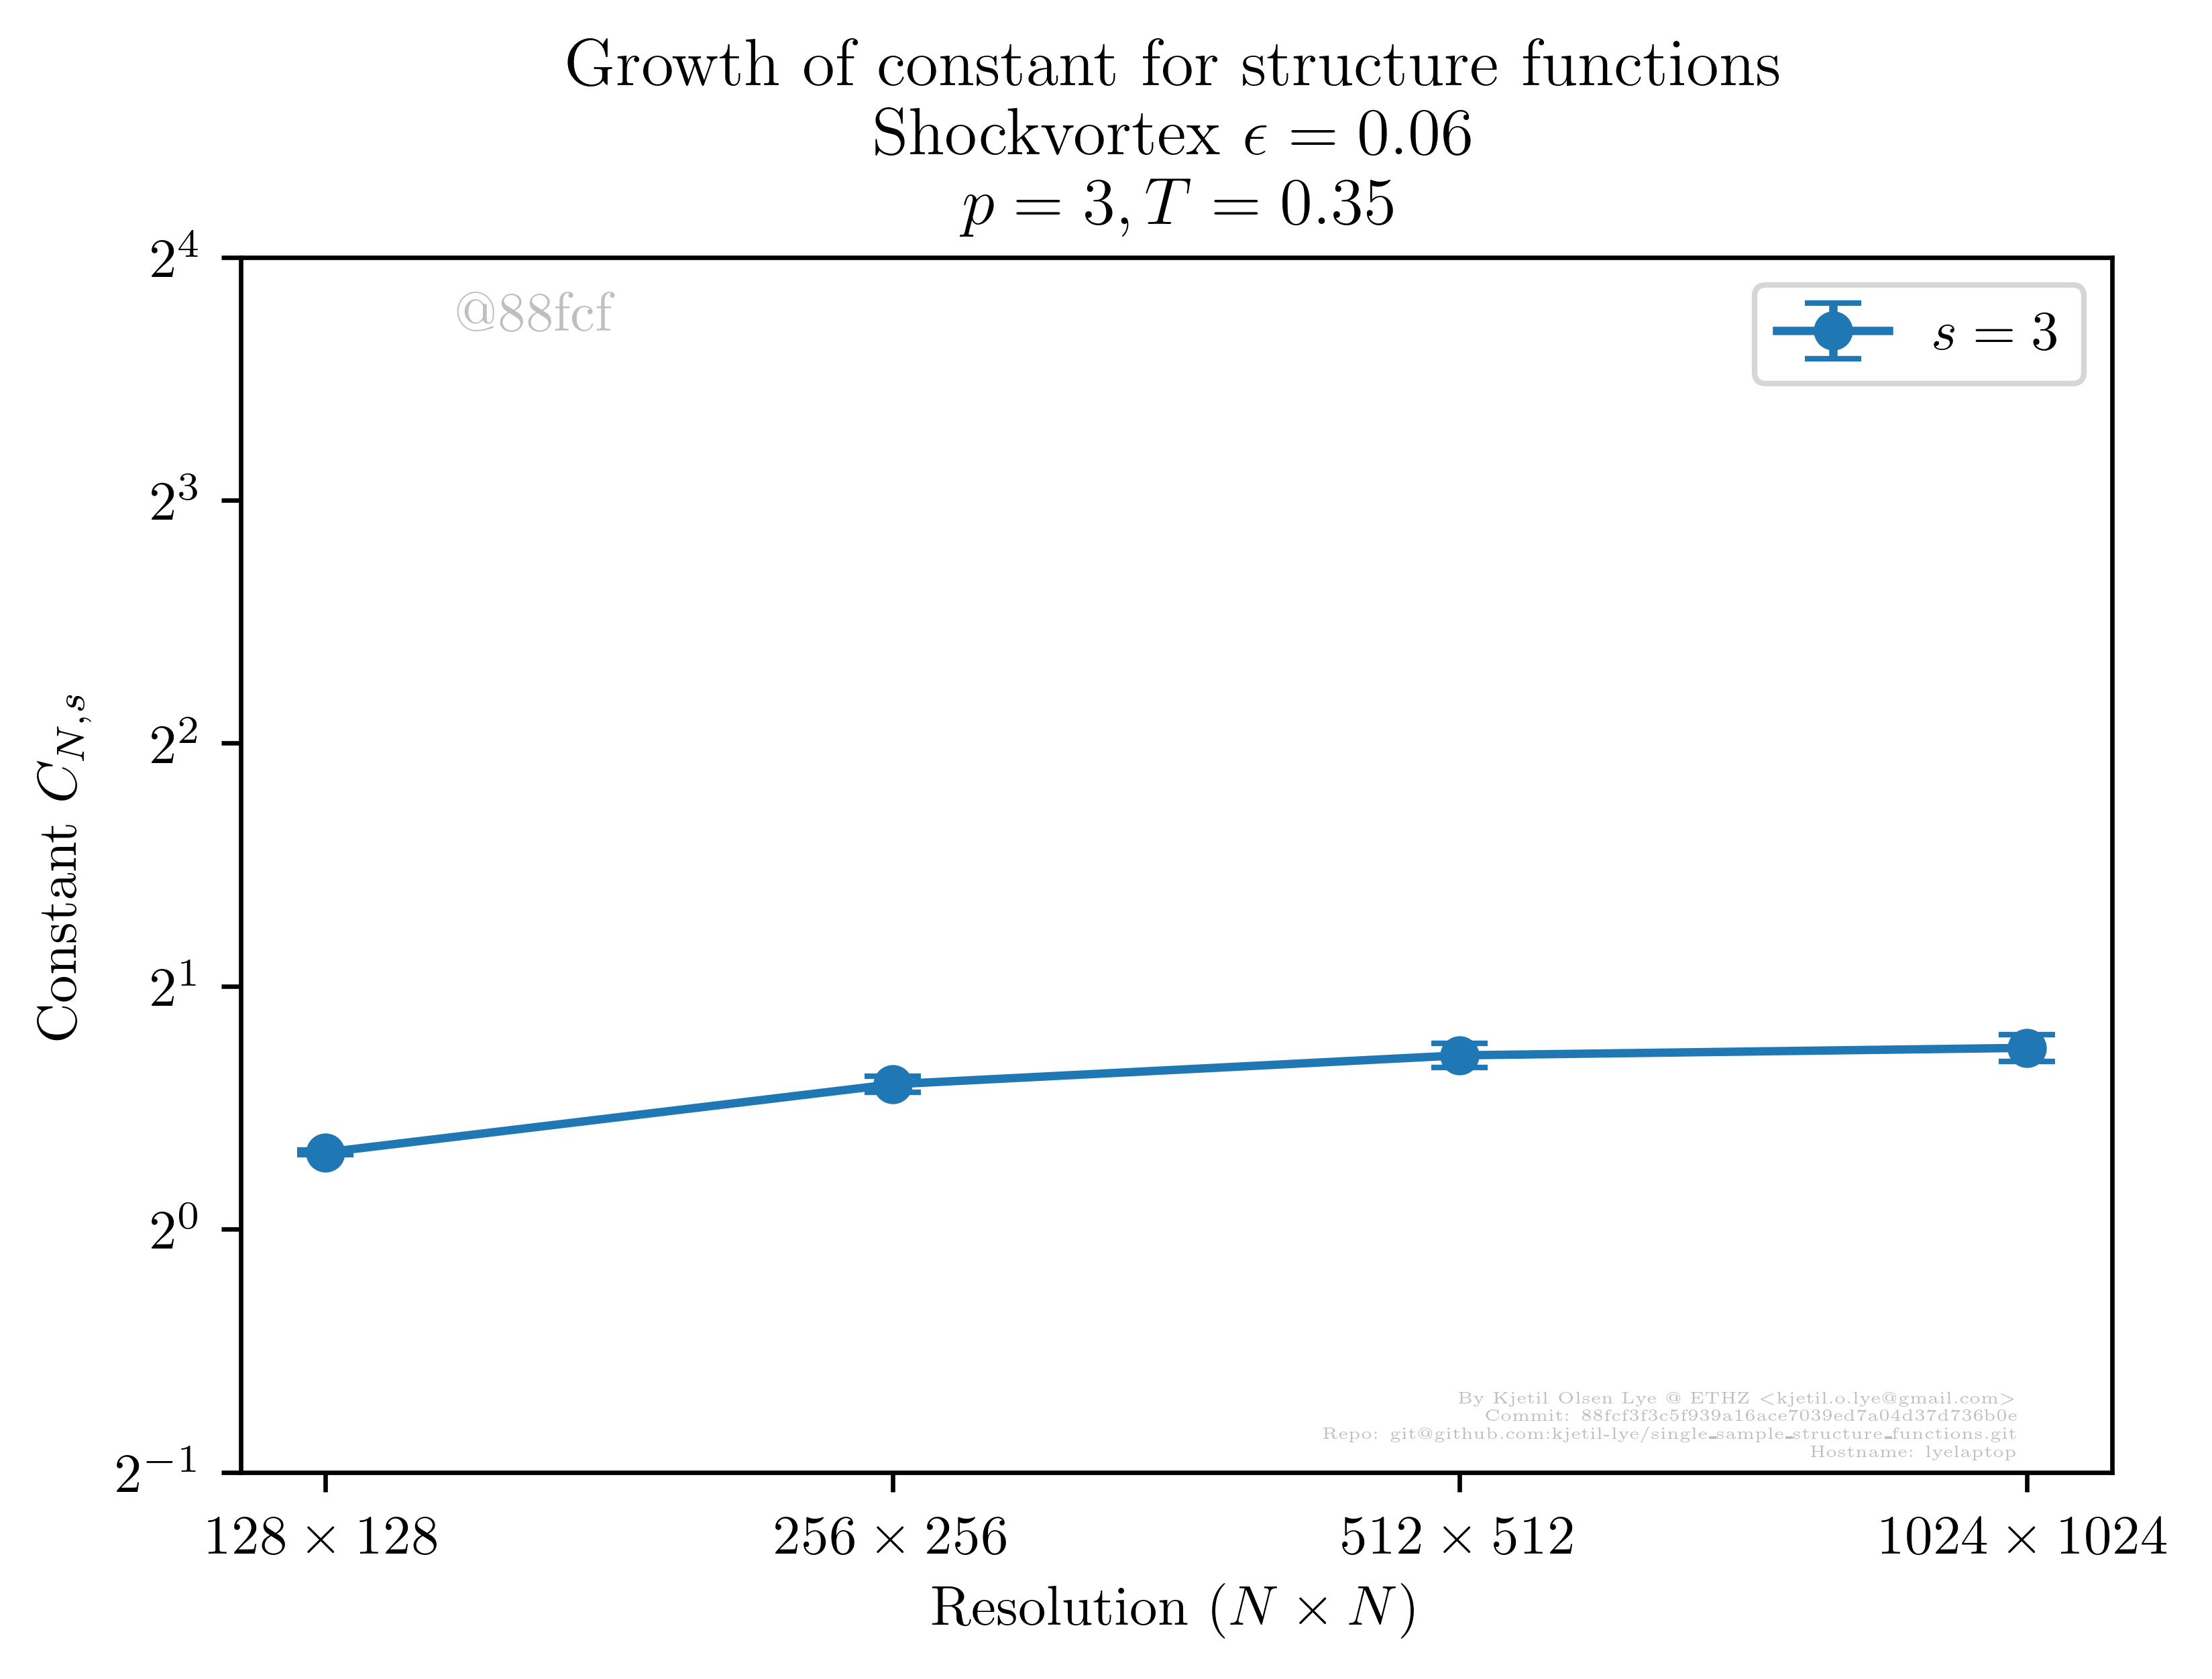 Growth of constant for structure functions
Shockvortex ϵ = 0.06
p = 3, T = 0.35
@88fcf
s = 3
2⁴
2³
2²
2¹
2⁰
2⁻¹
Constant C_{N,s}
By Kjetil Olsen Lye @ ETHZ <kjetil.o.lye@gmail.com>
Commit: 88fcf3f3c5f939a16ace7039ed7a04d37d736b0e
Repo: git@github.com:kjetil-lye/single_sample_structure_functions.git
Hostname: lyelaptop
128 × 128
256 × 256
512 × 512
1024 × 1024
Resolution (N × N)